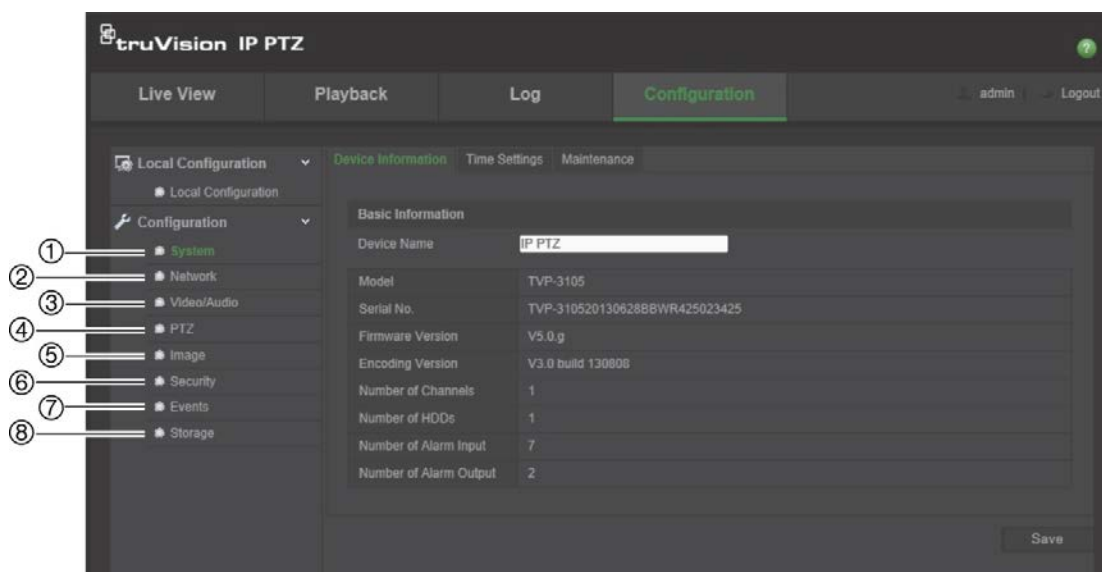 truVision IP PTZ
?
Live View Playback Log Configuration admin Logout
Local Configuration
Local Configuration
Configuration
① System
② Network
③ Video/Audio
④ PTZ
⑤ Image
⑥ Security
⑦ Events
⑧ Storage
Device Information Time Settings Maintenance
Basic Information
Device Name IP PTZ
Model TVP-3105
Serial No. TVP-310520130628BBWR425023425
Firmware Version V5.0.g
Encoding Version V3.0 build 130808
Number of Channels 1
Number of HDDs 1
Number of Alarm Input 7
Number of Alarm Output 2
Save